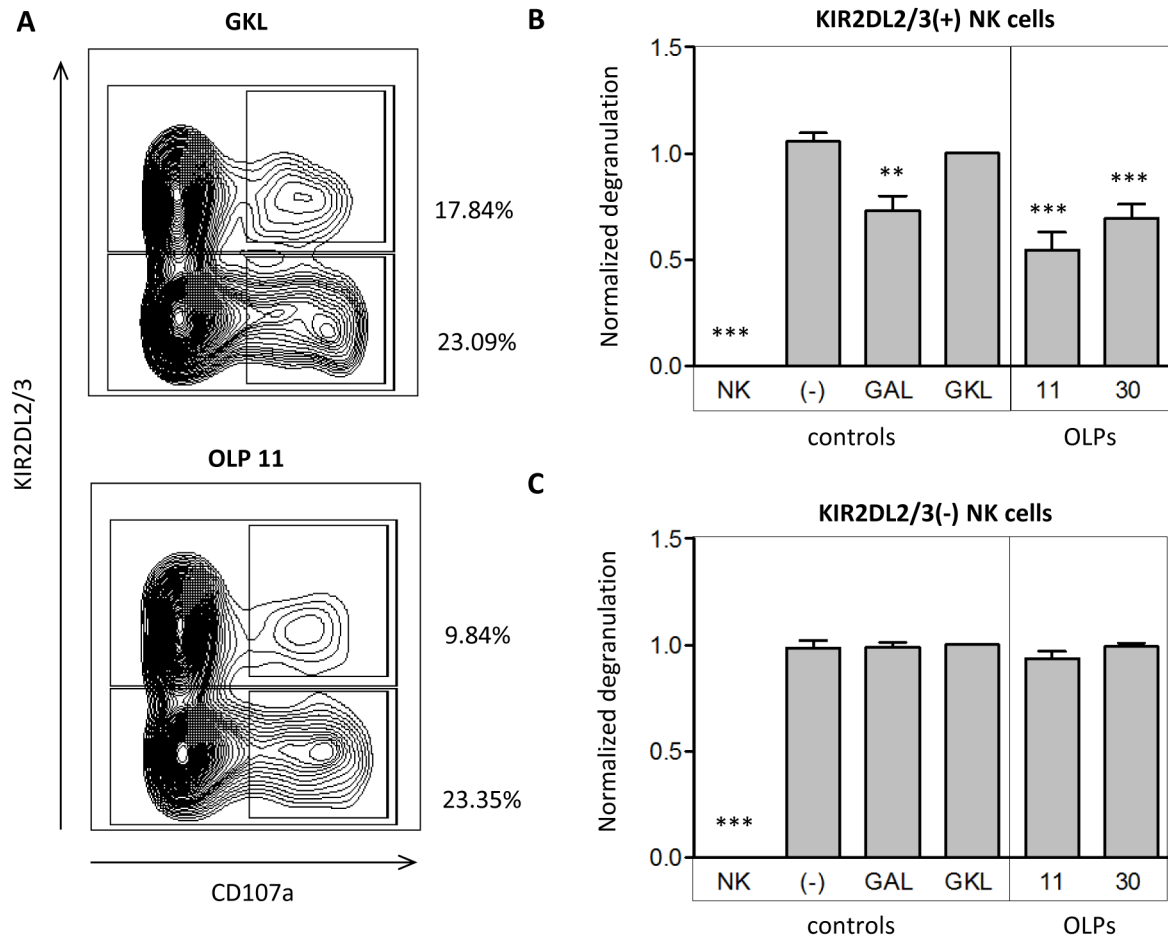 A
GKL
KIR2DL2/3
17.84%
23.09%
OLP 11
9.84%
23.35%
CD107a
B
KIR2DL2/3(+) NK cells
Normalized degranulation
1.5
1.0
0.5
0.0
***
**
***
***
NK (-) GAL GKL 11 30
controls OLPs
C
KIR2DL2/3(-) NK cells
Normalized degranulation
1.5
1.0
0.5
0.0
***
NK (-) GAL GKL 11 30
controls OLPs